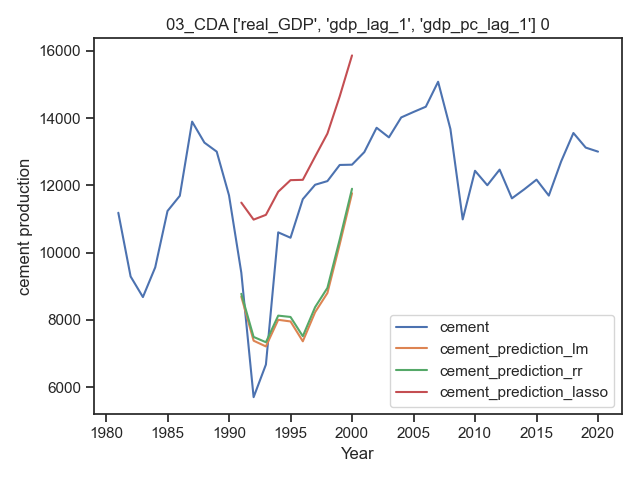 03_CDA ['real_GDP', 'gdp_lag_1', 'gdp_pc_lag_1'] 0
16000
14000
12000
10000
8000
6000
cement production
cement
cement_prediction_lm
cement_prediction_rr
cement_prediction_lasso
1980 1985 1990 1995 2000 2005 2010 2015 2020
Year